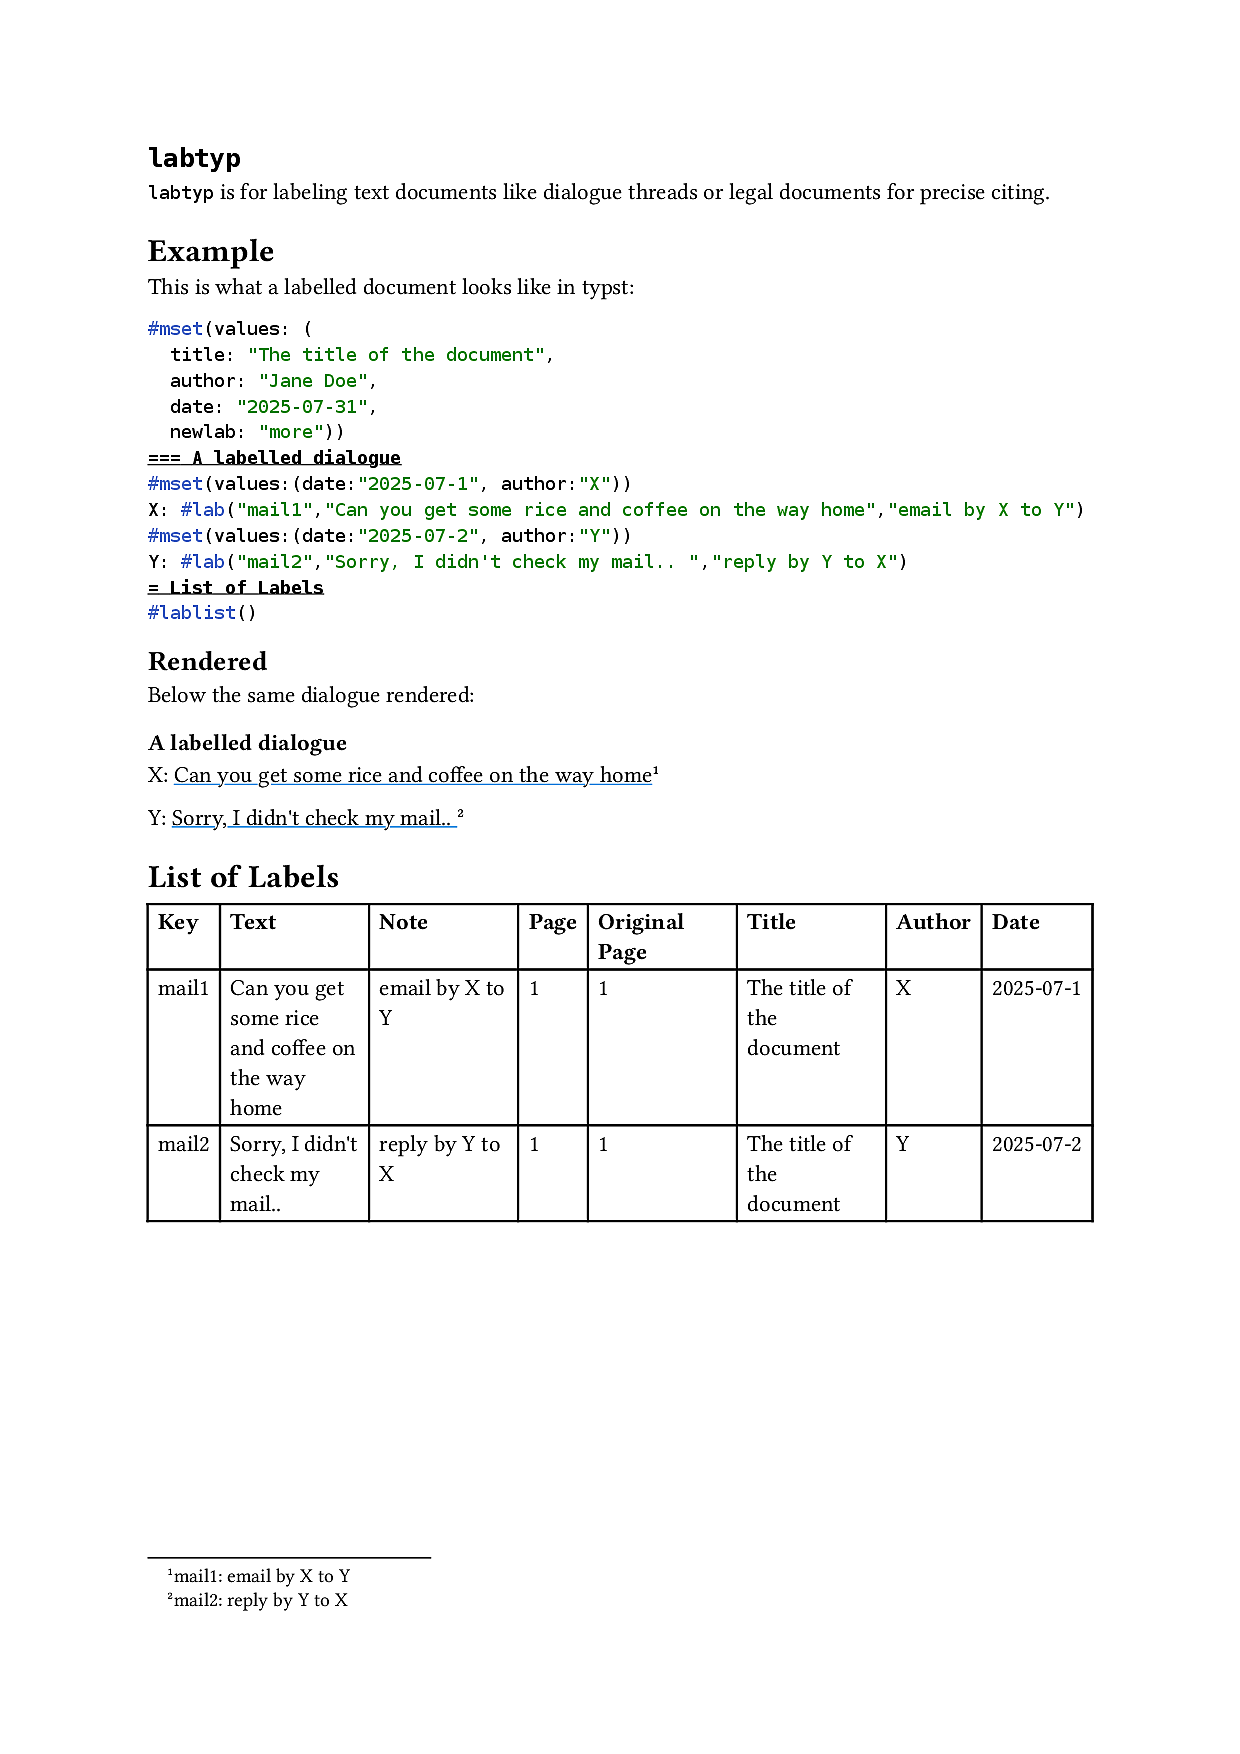 labtyp
labtyp is for labeling text documents like dialogue threads or legal documents for precise citing.
Example
This is what a labelled document looks like in typst:
#mset(values: (
  title: "The title of the document",
  author: "Jane Doe",
  date: "2025-07-31",
  newlab: "more"))
=== A labelled dialogue
#mset(values:(date:"2025-07-1", author:"X"))
X: #lab("mail1","Can you get some rice and coffee on the way home","email by X to Y")
#mset(values:(date:"2025-07-2", author:"Y"))
Y: #lab("mail2","Sorry, I didn't check my mail.. ","reply by Y to X")
= List of Labels
#lablist()
Rendered
Below the same dialogue rendered:
A labelled dialogue
X: Can you get some rice and coffee on the way home¹
Y: Sorry, I didn't check my mail.. ²
List of Labels
Key Text Note Page Original Title Author Date
Page
mail1 Can you get email by X to 1 1 The title of X 2025-07-1
some rice Y the
and coffee on document
the way
home
mail2 Sorry, I didn't reply by Y to 1 1 The title of Y 2025-07-2
check my X the
mail.. document
¹mail1: email by X to Y
²mail2: reply by Y to X